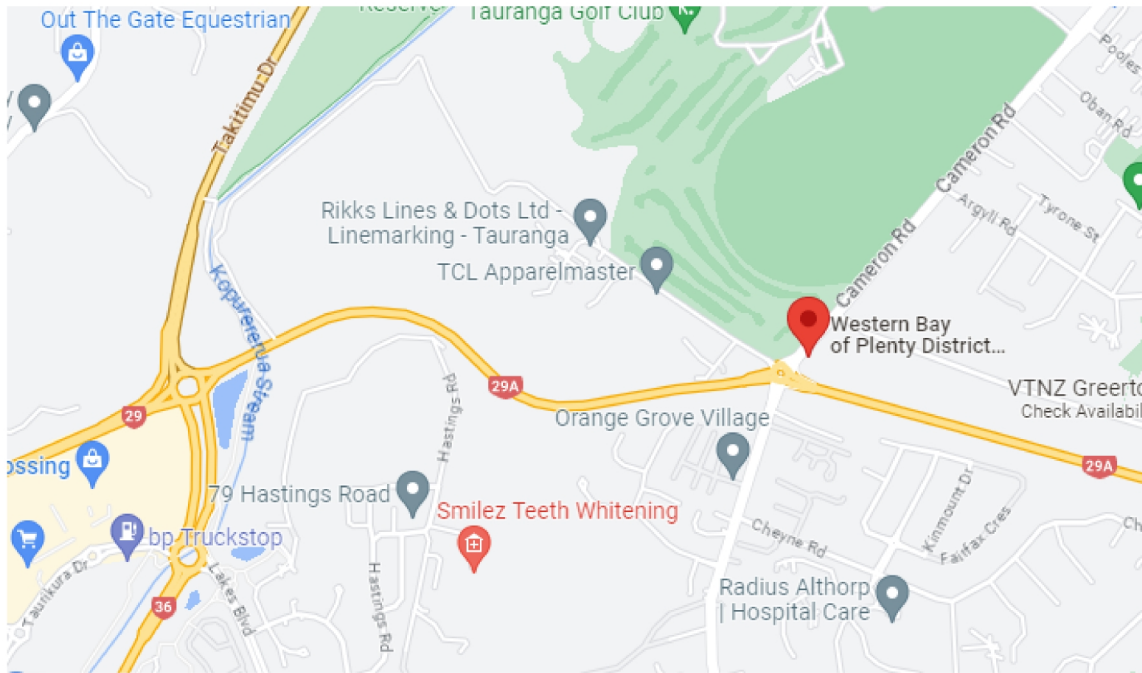 Reserve
Tauranga Golf Club
Out The Gate Equestrian
Takitimu Dr
Cameron Rd
Cameron Rd
Pooles
Oban Rd
Argyll Rd
Tyrone St
Rikks Lines & Dots Ltd -
Linemarking - Tauranga
TCL Apparelmaster
Kopurererua Stream
Western Bay
of Plenty District...
29A
29
Hastings Rd
Orange Grove Village
VTNZ Greerto
Check Availabil
29A
ossing
79 Hastings Road
Smilez Teeth Whitening
bp Truckstop
Kinmount Dr
Fairfax Cres
Cheyne Rd
Ch
Taurikura Dr
Lakes Blvd
Hastings Rd
36
Radius Althorp
| Hospital Care